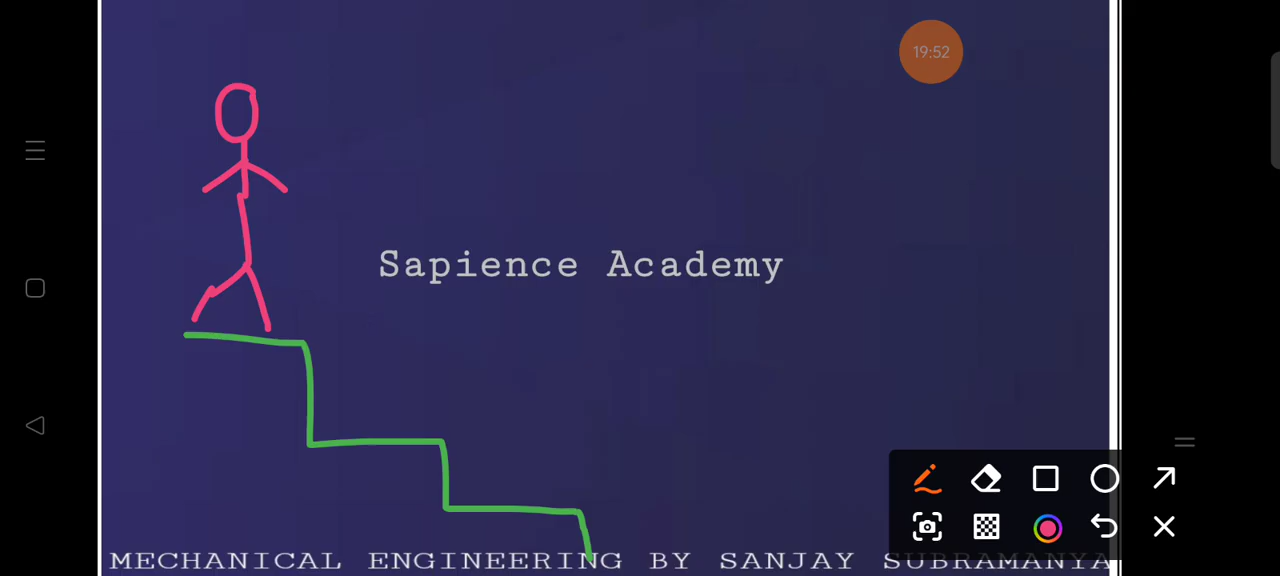 19:52
Sapience Academy
MECHANICAL ENGINEERING BY SANJAY SUBRAMANYA